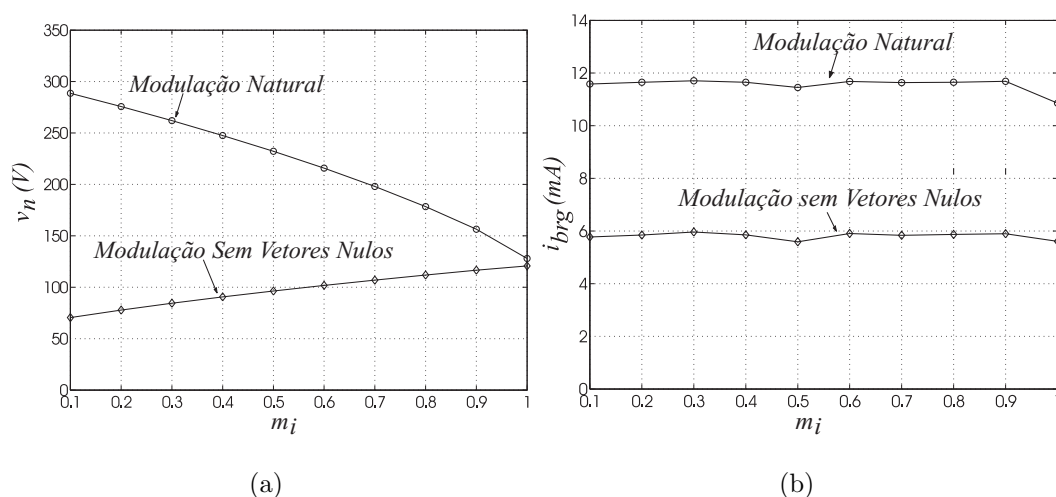 350
300
250
200
150
100
50
0
v_n (V)
Modulação Natural
Modulação Sem Vetores Nulos
0.1 0.2 0.3 0.4 0.5 0.6 0.7 0.8 0.9 1
m_i
(a)
14
12
10
8
6
4
2
0
i_brg (mA)
Modulação Natural
Modulação sem Vetores Nulos
0.1 0.2 0.3 0.4 0.5 0.6 0.7 0.8 0.9 1
m_i
(b)